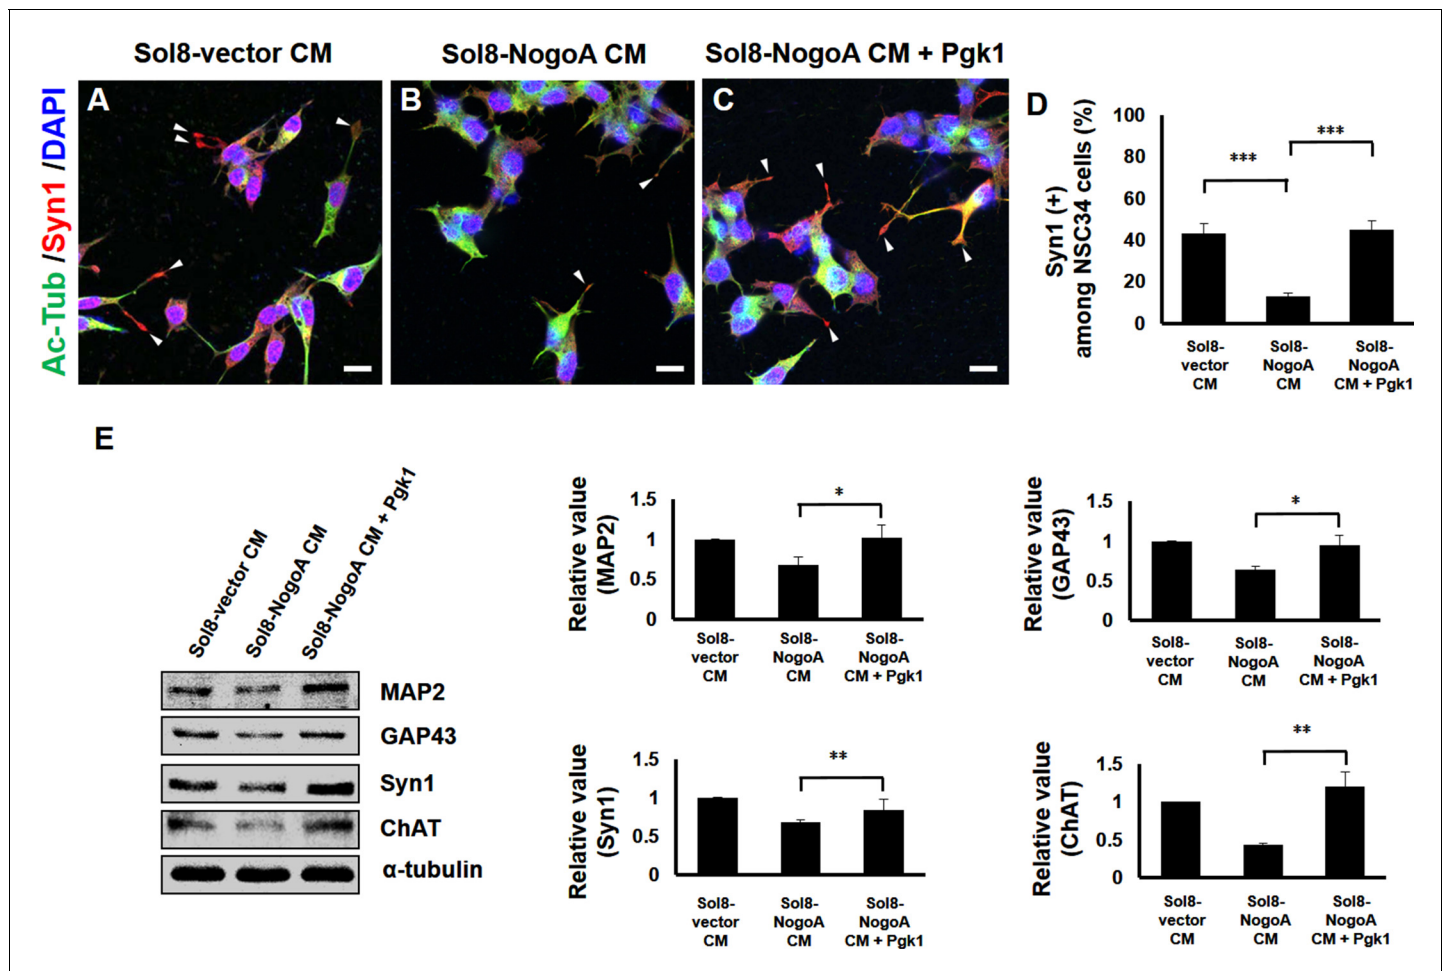 Sol8-vector CM
Sol8-NogoA CM
Sol8-NogoA CM + Pgk1
Ac-Tub /Syn1 /DAPI
A
B
C
D
Syn1 (+)
among NSC34 cells (%)
100
80
60
40
20
0
***
***
Sol8-
vector
CM
Sol8-
NogoA
CM
Sol8-
NogoA
CM + Pgk1
E
Sol8-vector CM
Sol8-NogoA CM
Sol8-NogoA CM + Pgk1
MAP2
GAP43
Syn1
ChAT
α-tubulin
Relative value
(MAP2)
1.5
1
0.5
0
*
Sol8-
vector
CM
Sol8-
NogoA
CM
Sol8-
NogoA
CM + Pgk1
Relative value
(GAP43)
1.5
1
0.5
0
*
Sol8-
vector
CM
Sol8-
NogoA
CM
Sol8-
NogoA
CM + Pgk1
Relative value
(Syn1)
1.5
1
0.5
0
**
Sol8-
vector
CM
Sol8-
NogoA
CM
Sol8-
NogoA
CM + Pgk1
Relative value
(ChAT)
1.5
1
0.5
0
**
Sol8-
vector
CM
Sol8-
NogoA
CM
Sol8-
NogoA
CM + Pgk1